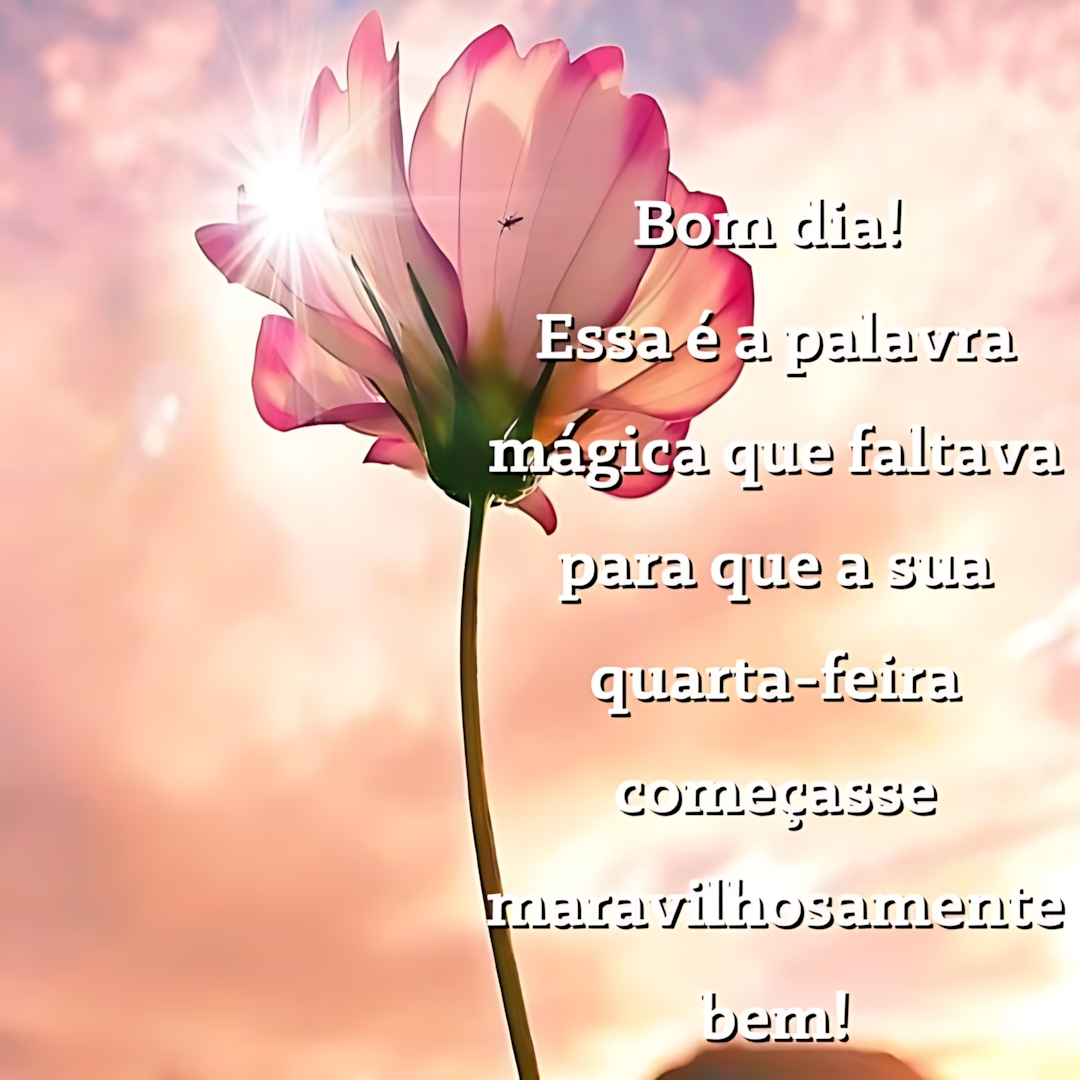 Bom dia!
Essa é a palavra
mágica que faltava
para que a sua
quarta-feira
começasse
maravilhosamente
bem!